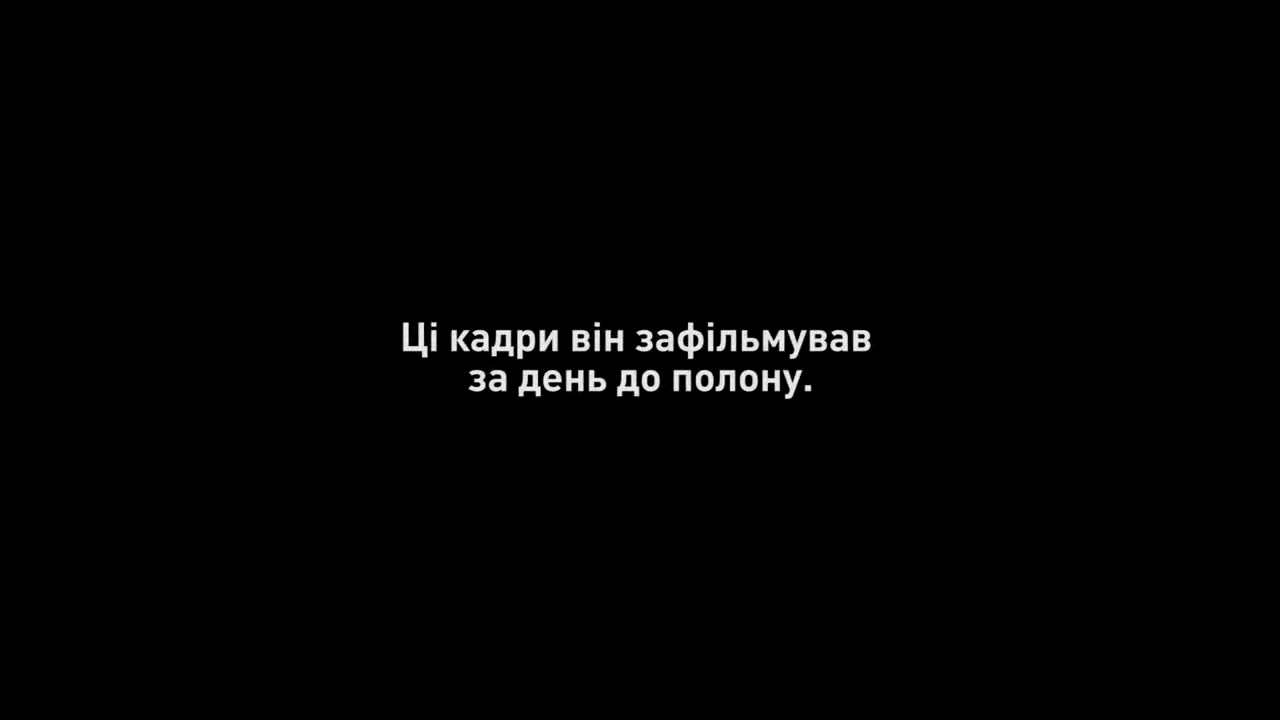 Ці кадри він зафільмував
за день до полону.